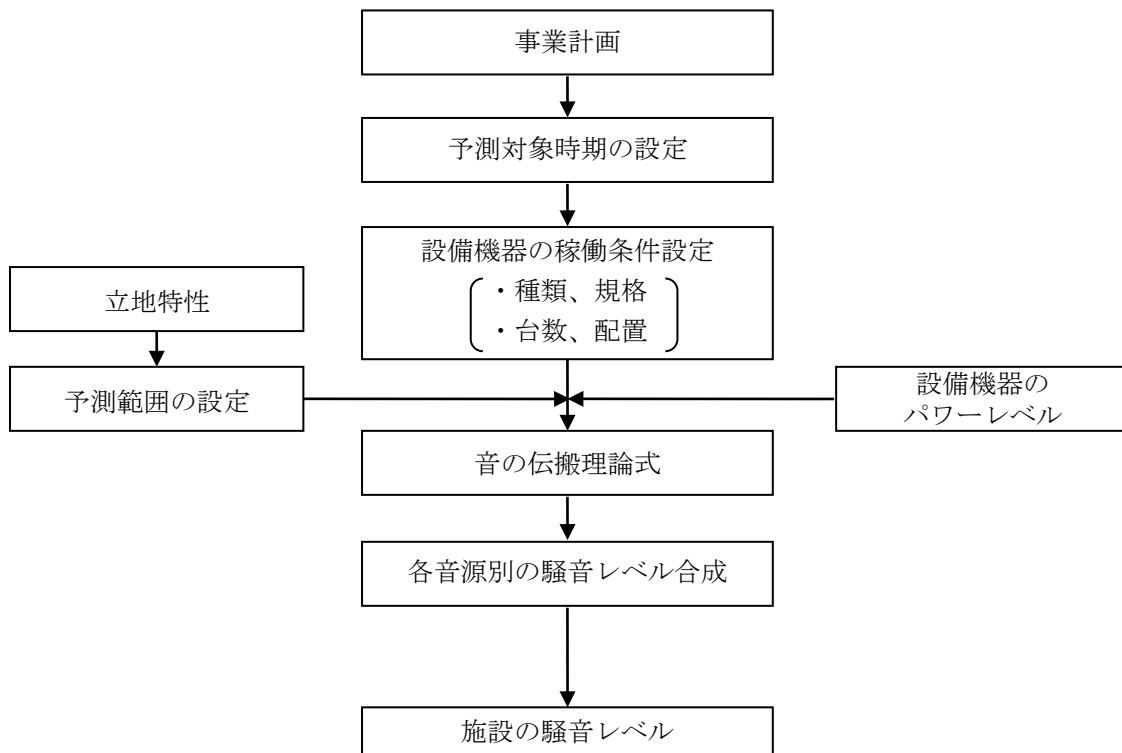 事業計画
予測対象時期の設定
設備機器の稼働条件設定
・種類、規格
・台数、配置
立地特性
予測範囲の設定
設備機器の
パワーレベル
音の伝搬理論式
各音源別の騒音レベル合成
施設の騒音レベル